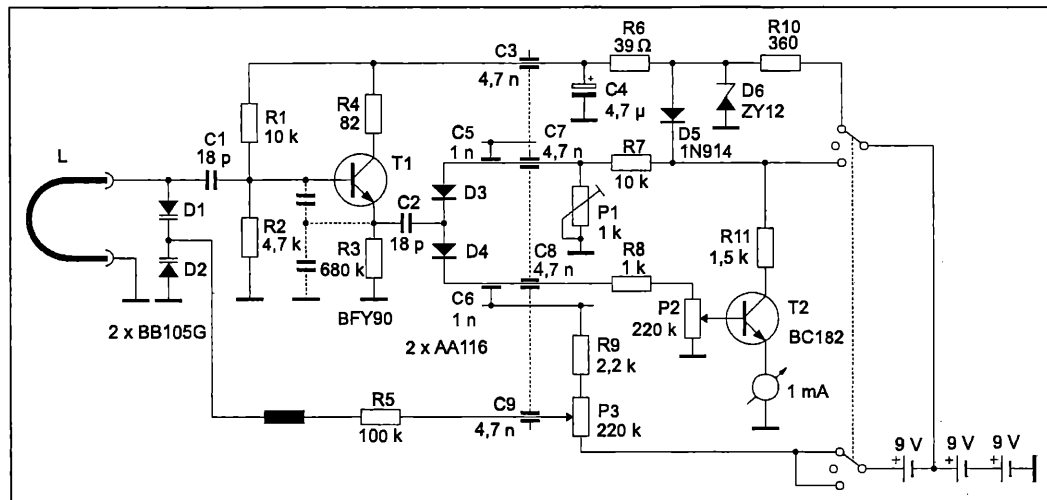 L
C1
18 p
D1
D2
2 x BB105G
R1
10 k
R2
4,7 k
R4
82
T1
R3
680 k
BFY90
C2
18 p
D3
D4
2 x AA116
C3
4,7 n
C5
1 n
C7
4,7 n
C8
4,7 n
C6
1 n
R5
100 k
C9
4,7 n
R6
39 Ω
+
C4
4,7 µ
D5
1N914
D6
ZY12
R10
360
R7
10 k
P1
1 k
R8
1 k
P2
220 k
R9
2,2 k
P3
220 k
R11
1,5 k
T2
BC182
1 mA
9 V
+
9 V
+
9 V
+